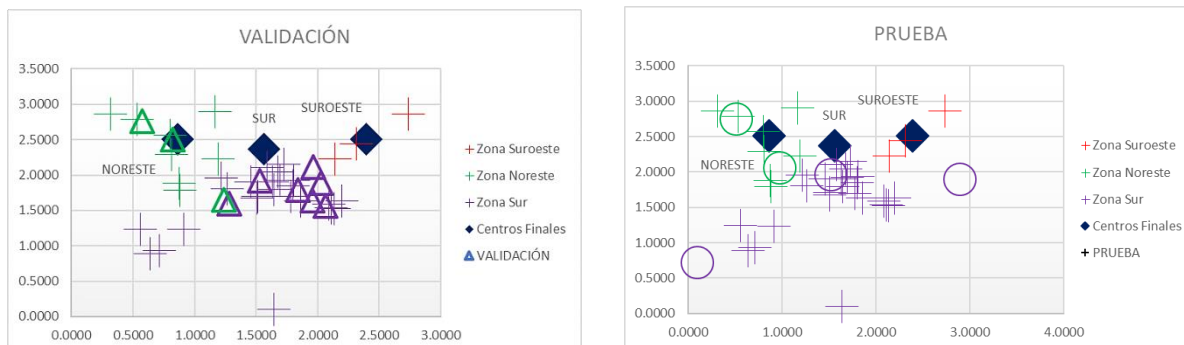 VALIDACIÓN
3.5000
3.0000
2.5000
2.0000
1.5000
1.0000
0.5000
0.0000
0.0000 0.5000 1.0000 1.5000 2.0000 2.5000 3.0000
SUROESTE
SUR
NORESTE
Zona Suroeste
Zona Noreste
Zona Sur
Centros Finales
VALIDACIÓN
PRUEBA
3.5000
3.0000
2.5000
2.0000
1.5000
1.0000
0.5000
0.0000
0.0000 1.0000 2.0000 3.0000 4.0000
SUROESTE
SUR
NORESTE
Zona Suroeste
Zona Noreste
Zona Sur
Centros Finales
PRUEBA